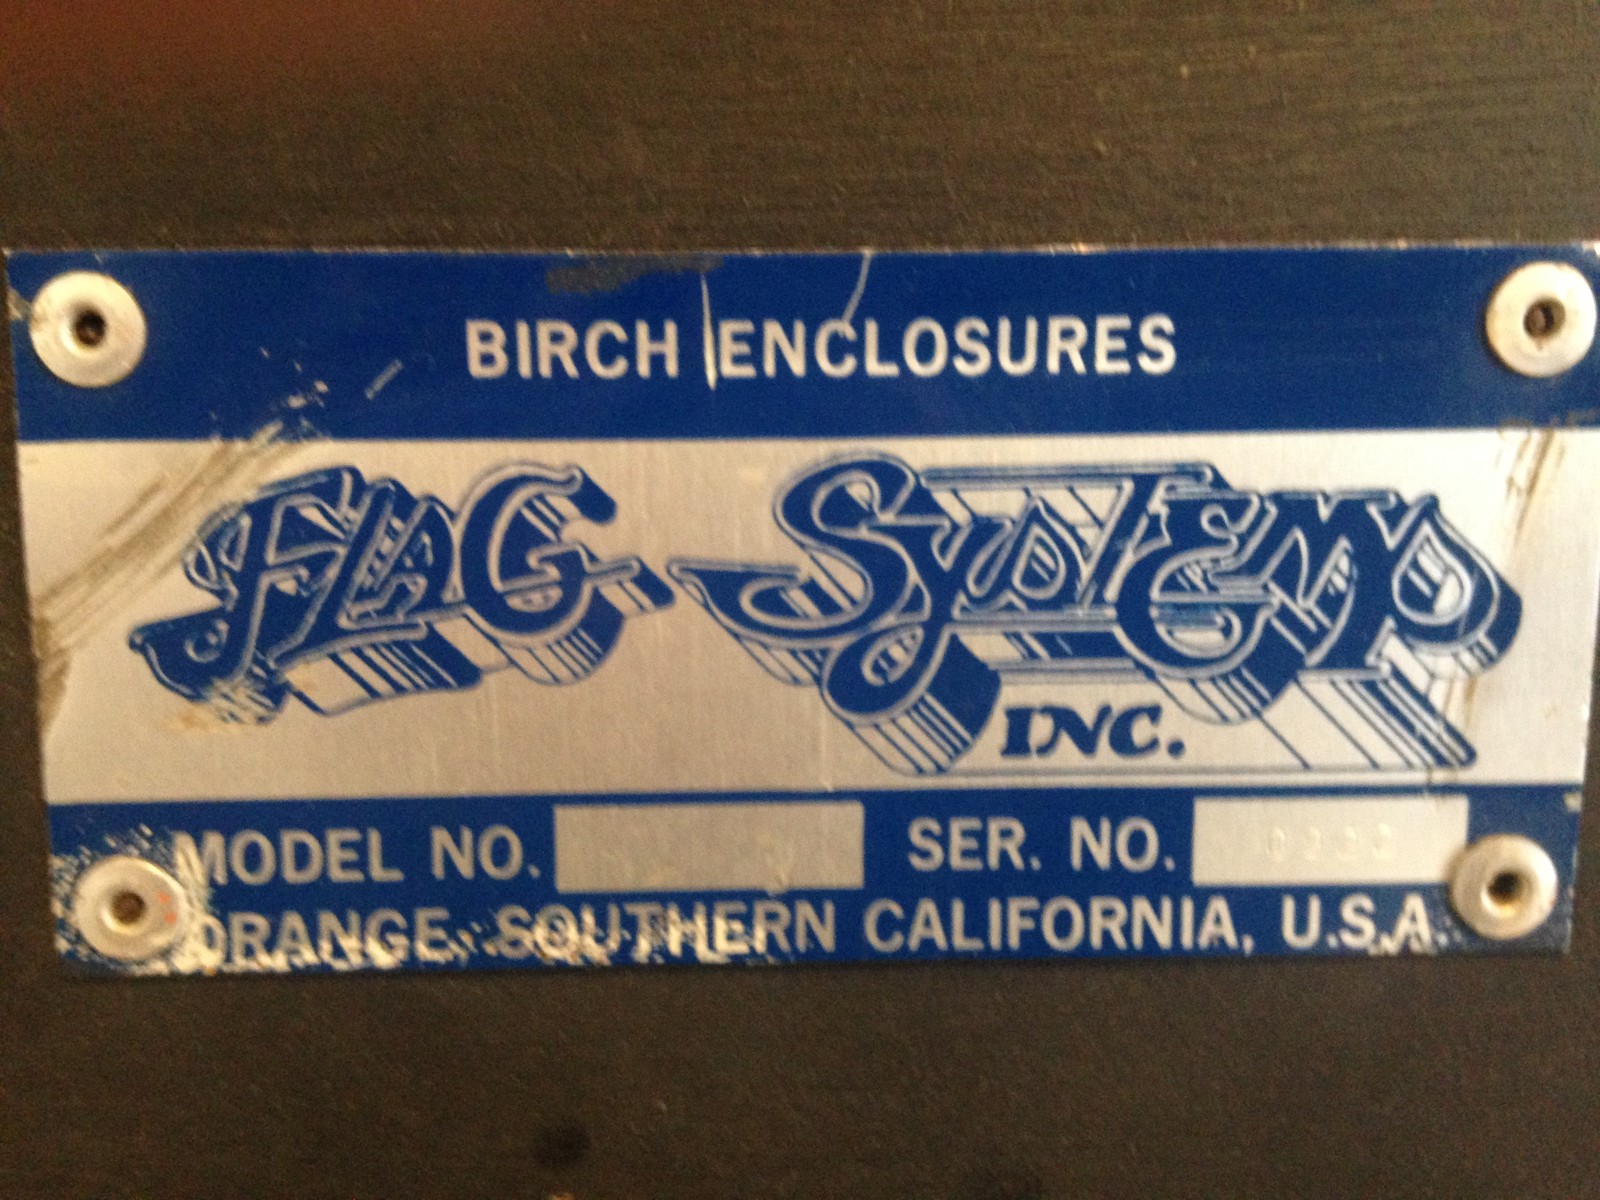 BIRCH ENCLOSURES
FLAG SYSTEMS
INC.
MODEL NO. SER. NO.
ORANGE, SOUTHERN CALIFORNIA, U.S.A.